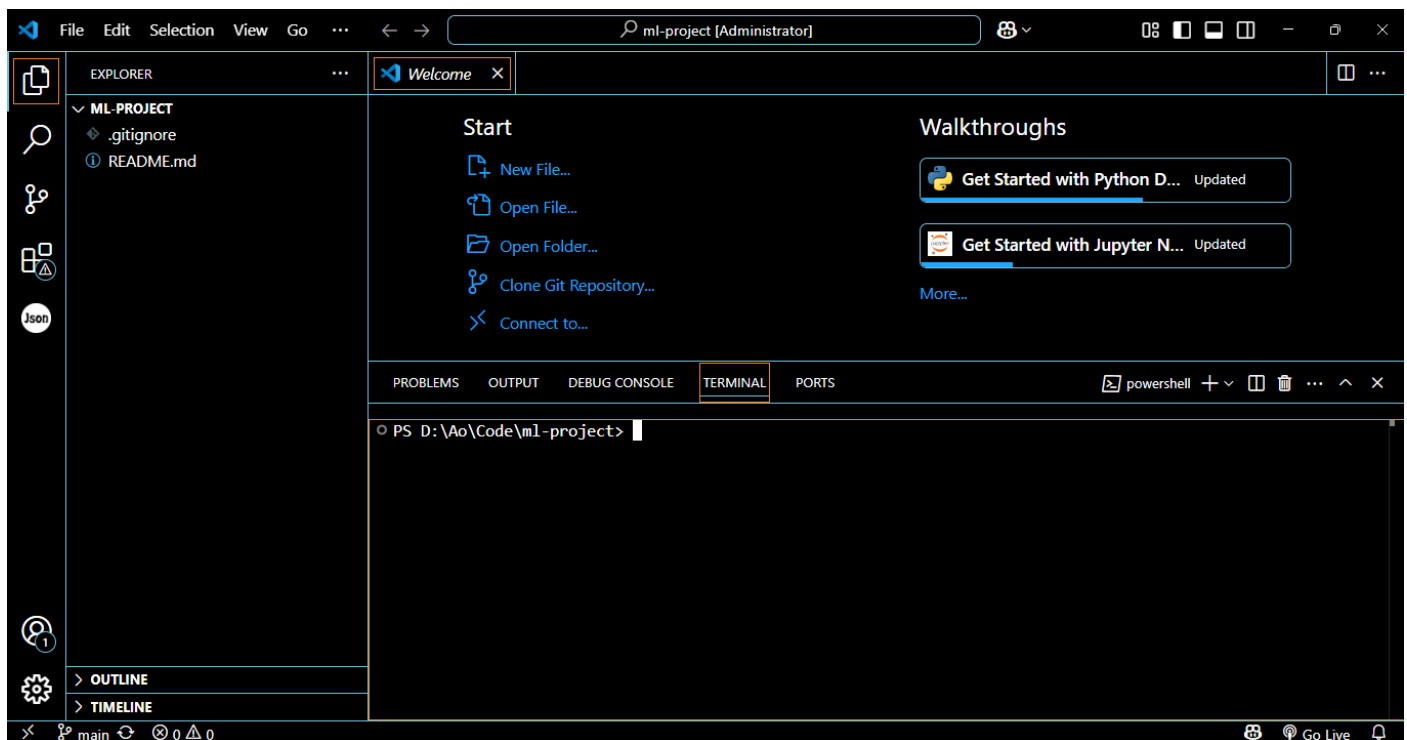 File Edit Selection View Go ... ml-project [Administrator]
EXPLORER ...
Welcome
ML-PROJECT
.gitignore
README.md
Json
Start
New File...
Open File...
Open Folder...
Clone Git Repository...
Connect to...
Walkthroughs
Get Started with Python D... Updated
Get Started with Jupyter N... Updated
More...
PROBLEMS OUTPUT DEBUG CONSOLE TERMINAL PORTS powershell
PS D:\Ao\Code\ml-project>
1
OUTLINE
TIMELINE
main 0 0 Go Live